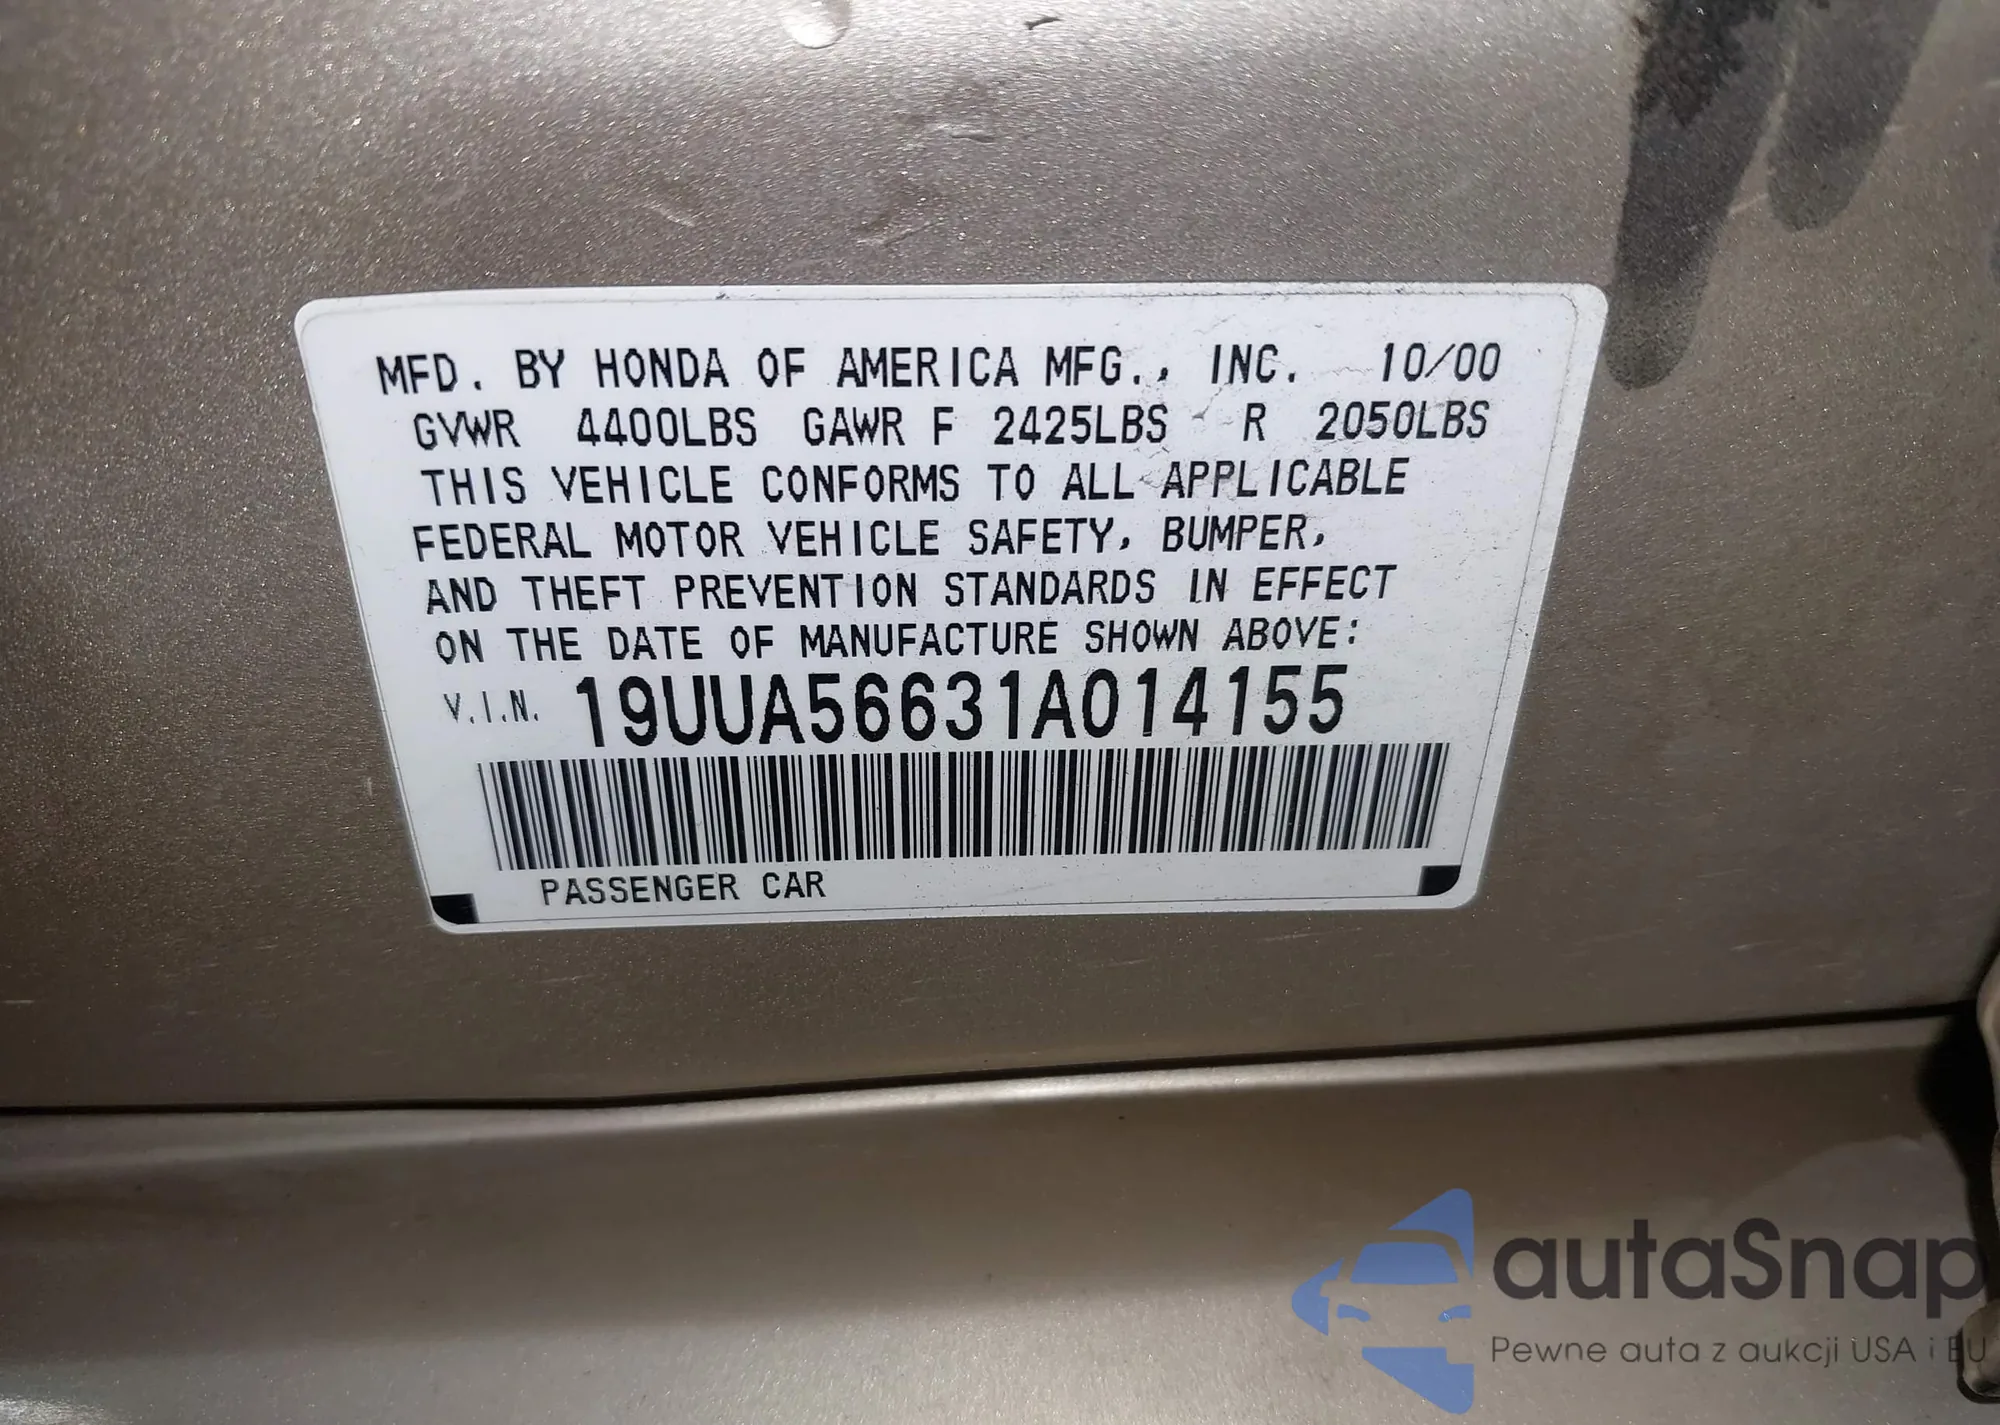 MFD. BY HONDA OF AMERICA MFG., INC. 10/00
GVWR 4400LBS GAWR F 2425LBS R 2050LBS
THIS VEHICLE CONFORMS TO ALL APPLICABLE
FEDERAL MOTOR VEHICLE SAFETY, BUMPER,
AND THEFT PREVENTION STANDARDS IN EFFECT
ON THE DATE OF MANUFACTURE SHOWN ABOVE:
V.I.N. 19UUA56631A014155
PASSENGER CAR
autaSnap
Pewne auta z aukcji USA i EU